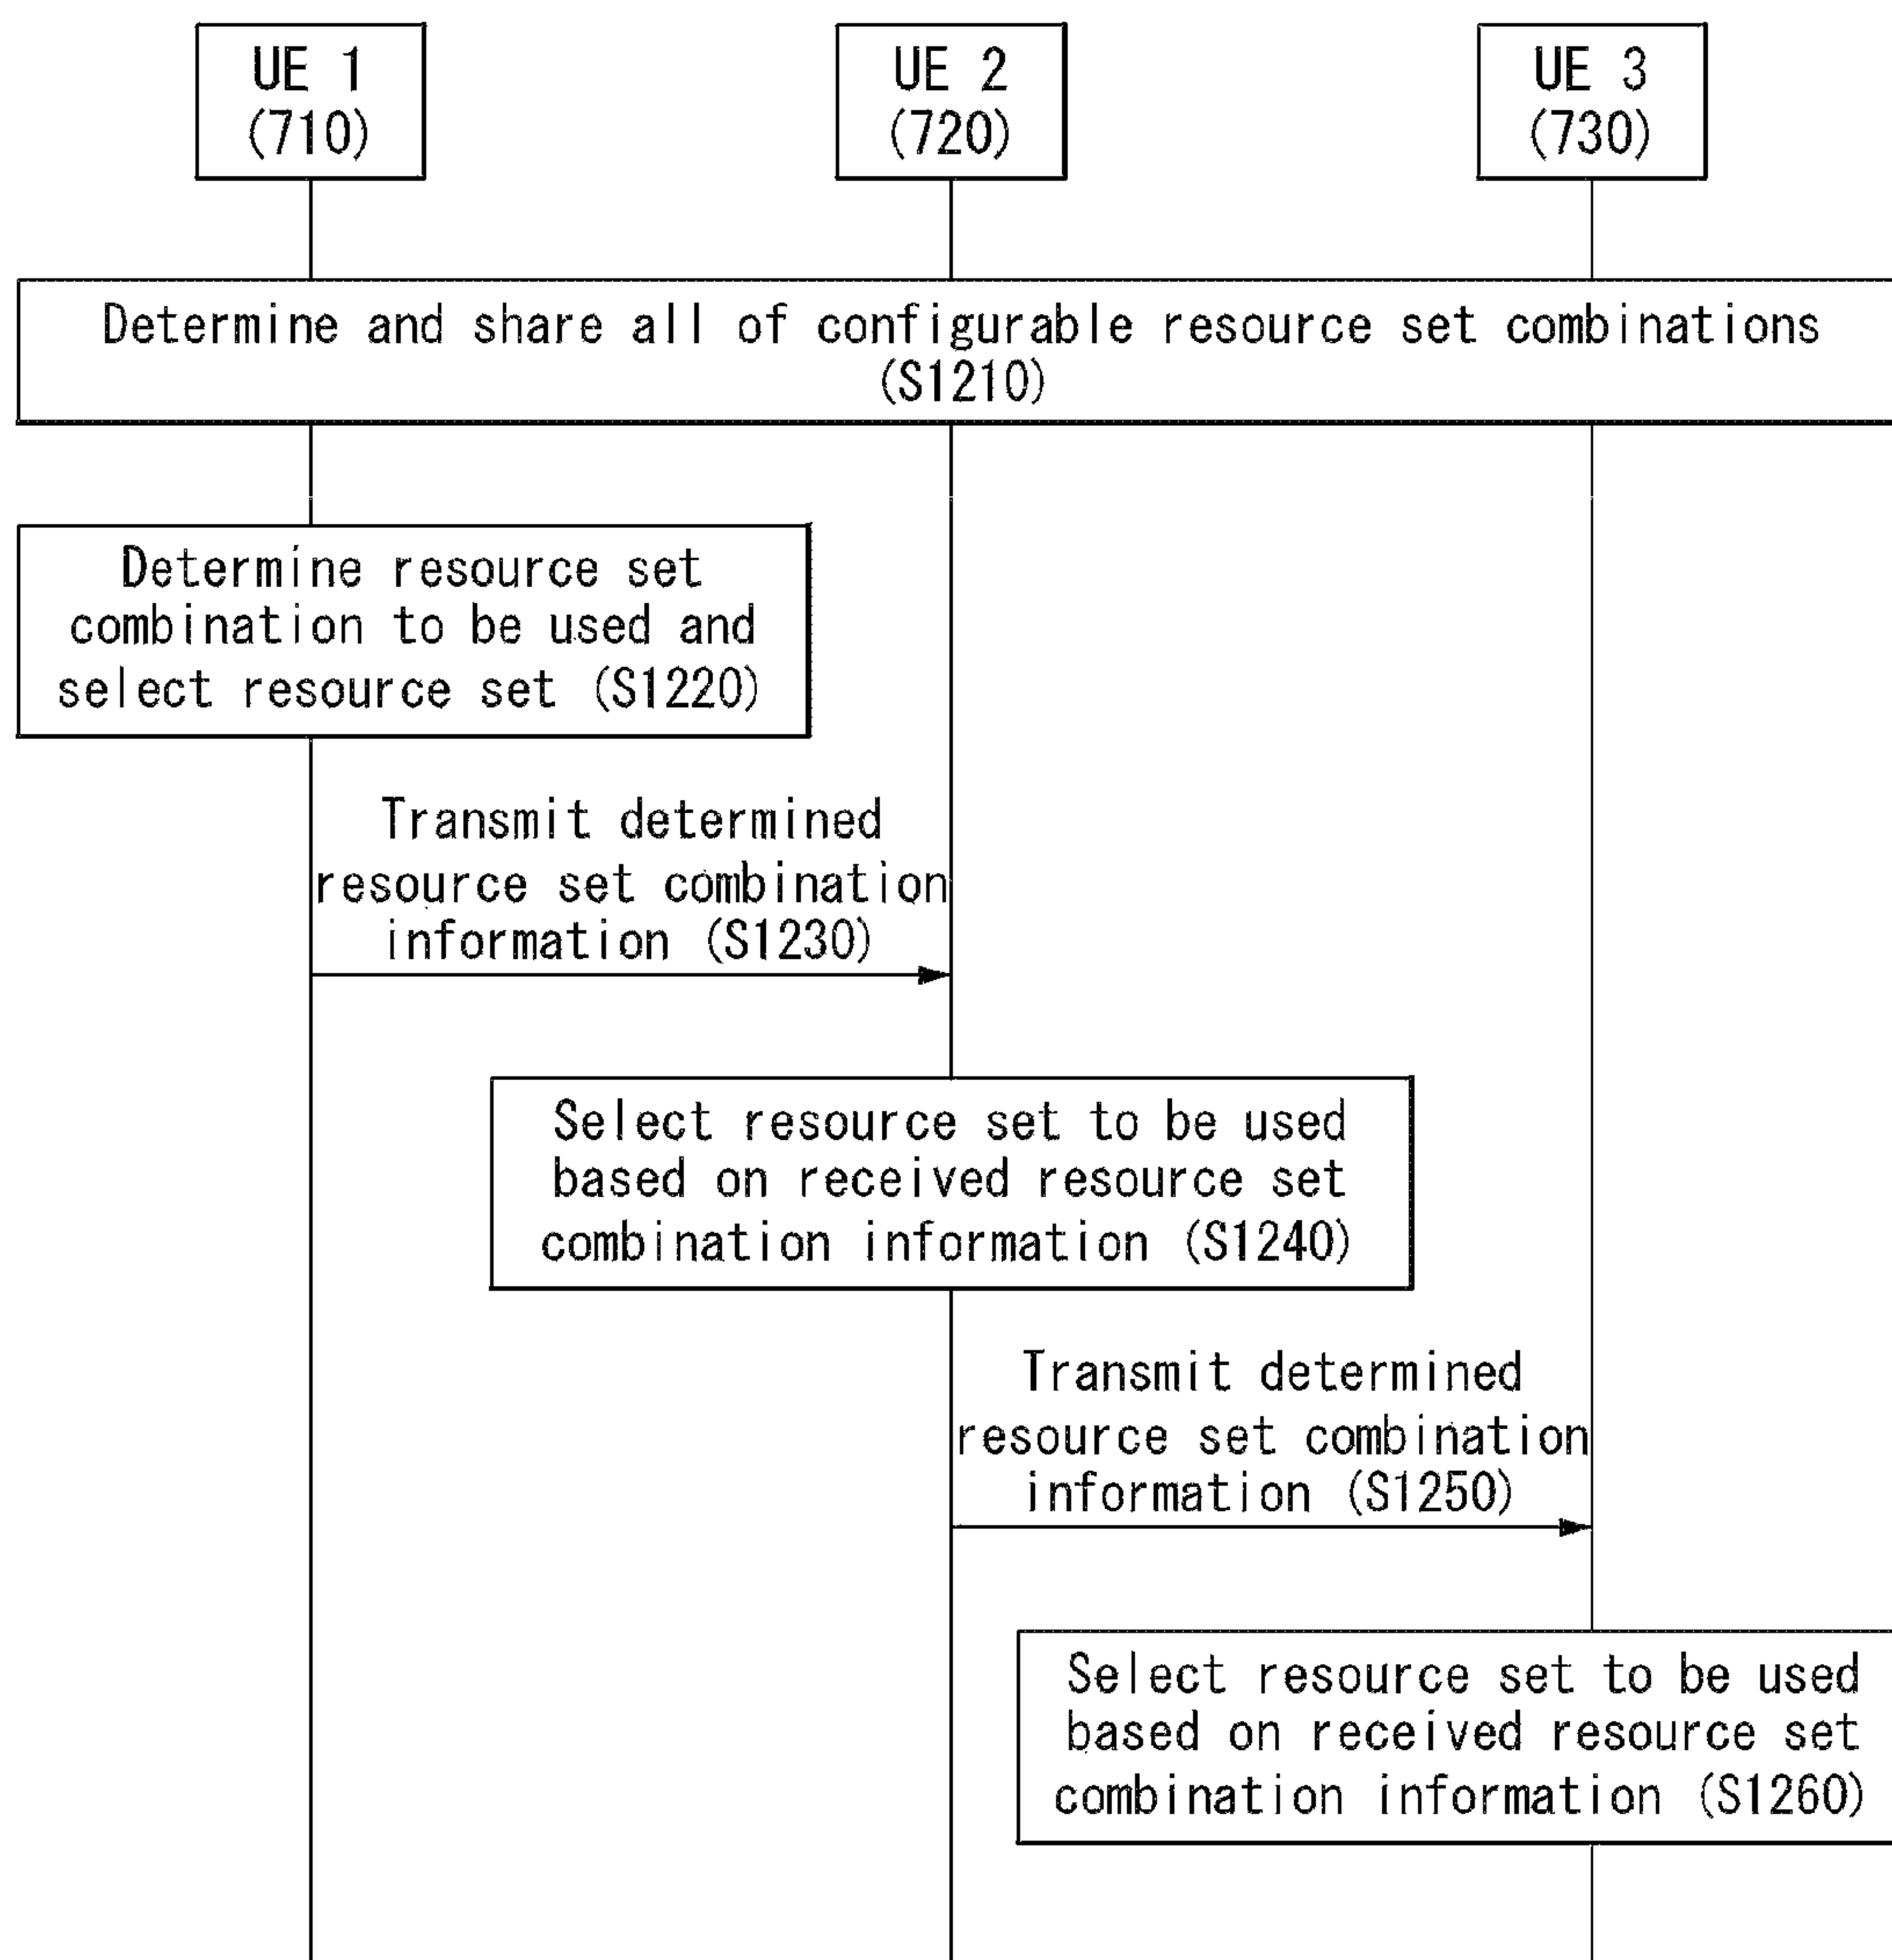 UE 1
(710)
UE 2
(720)
UE 3
(730)
Determine and share all of configurable resource set combinations
(S1210)
Determine resource set
combination to be used and
select resource set (S1220)
Transmit determined
resource set combination
information (S1230)
Select resource set to be used
based on received resource set
combination information (S1240)
Transmit determined
resource set combination
information (S1250)
Select resource set to be used
based on received resource set
combination information (S1260)